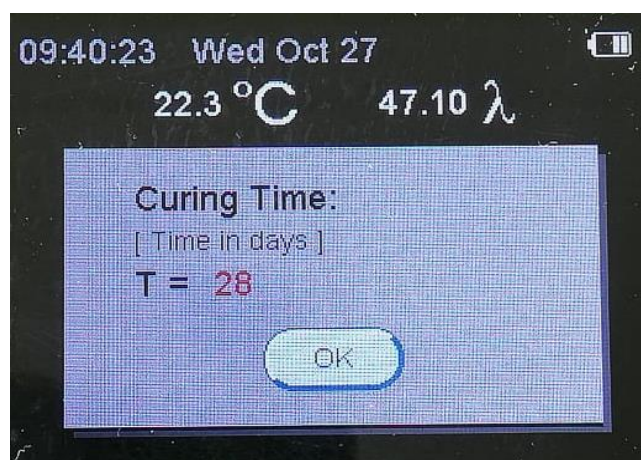 09:40:23 Wed Oct 27
22.3 °C 47.10 λ
Curing Time:
[ Time in days ]
T = 28
OK